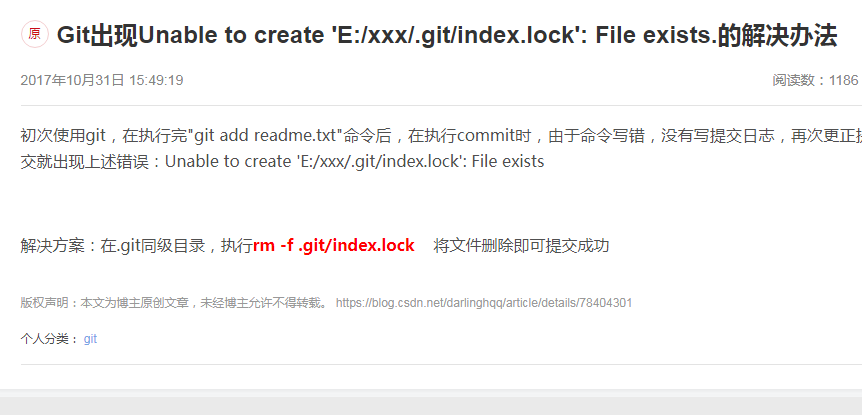 原 Git出现Unable to create 'E:/xxx/.git/index.lock': File exists.的解决办法
2017年10月31日 15:49:19 阅读数：1186
初次使用git，在执行完"git add readme.txt"命令后，在执行commit时，由于命令写错，没有写提交日志，再次更正提
交就出现上述错误：Unable to create 'E:/xxx/.git/index.lock': File exists
解决方案：在.git同级目录，执行rm -f .git/index.lock 将文件删除即可提交成功
版权声明：本文为博主原创文章，未经博主允许不得转载。 https://blog.csdn.net/darlinghqq/article/details/78404301
个人分类： git